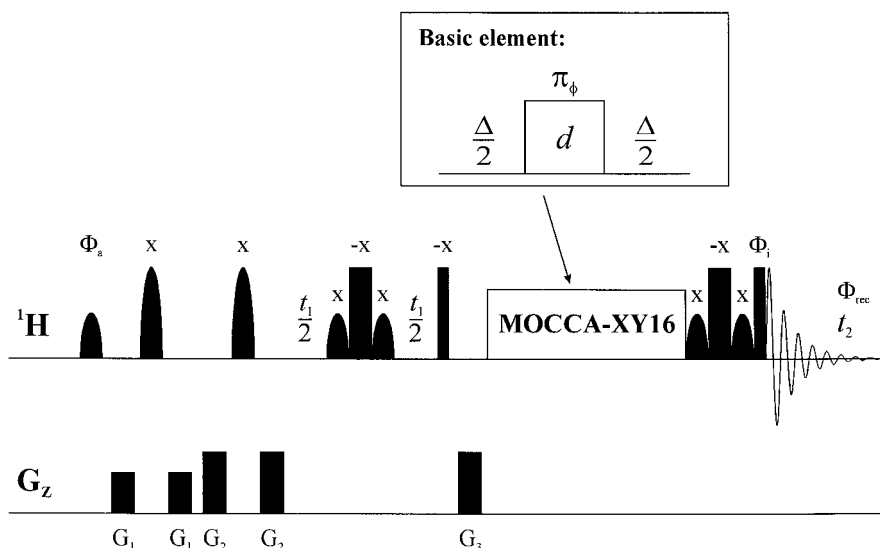 Basic element:
π_ϕ
Δ/2 d Δ/2
Φ_a x x -x -x -x Φ_i
t_1/2 x x t_1/2 x x Φ_rec
¹H MOCCA-XY16 t_2
G_z
G_1 G_1 G_2 G_2 G_3